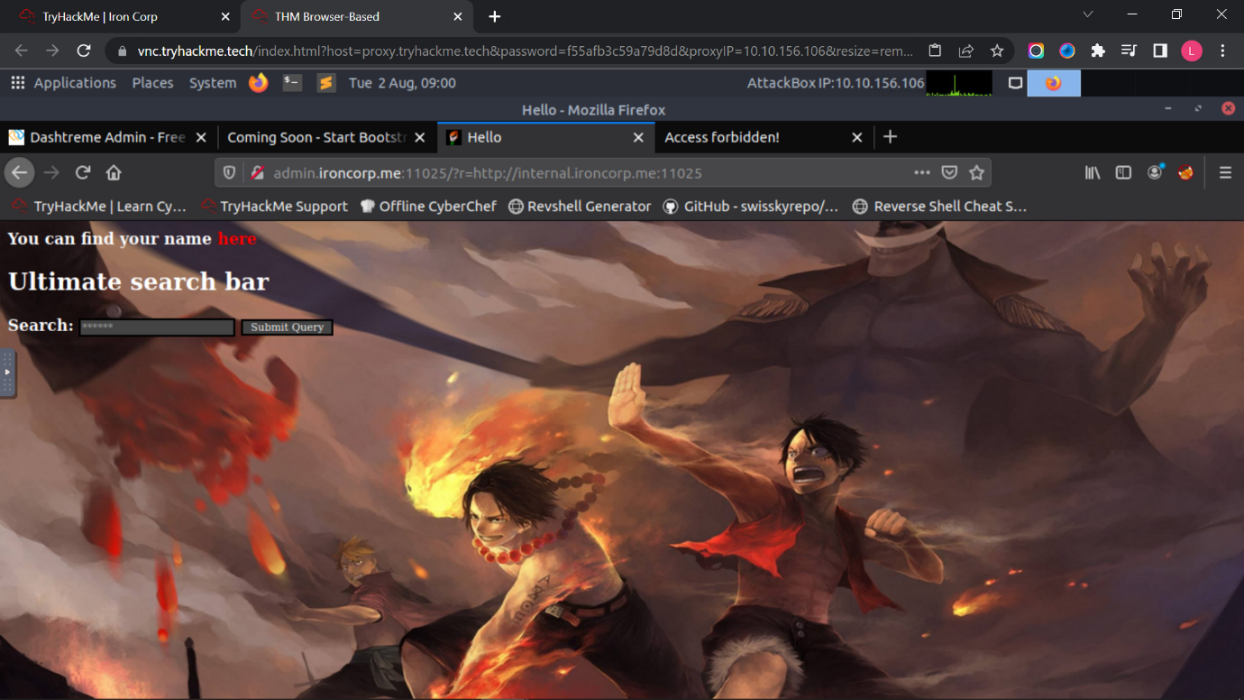 TryHackMe | Iron Corp
THM Browser-Based
vnc.tryhackme.tech/index.html?host=proxy.tryhackme.tech&password=f55afb3c59a79d8d&proxyIP=10.10.156.106&resize=rem...
L
Applications Places System Tue 2 Aug, 09:00 AttackBox IP:10.10.156.106
Hello - Mozilla Firefox
Dashtreme Admin - Free
Coming Soon - Start Bootstr
Hello
Access forbidden!
admin.ironcorp.me:11025/?r=http://internal.ironcorp.me:11025
TryHackMe | Learn Cy... TryHackMe Support Offline CyberChef Revshell Generator GitHub - swisskyrepo/... Reverse Shell Cheat S...
You can find your name here
Ultimate search bar
Search: ****** Submit Query